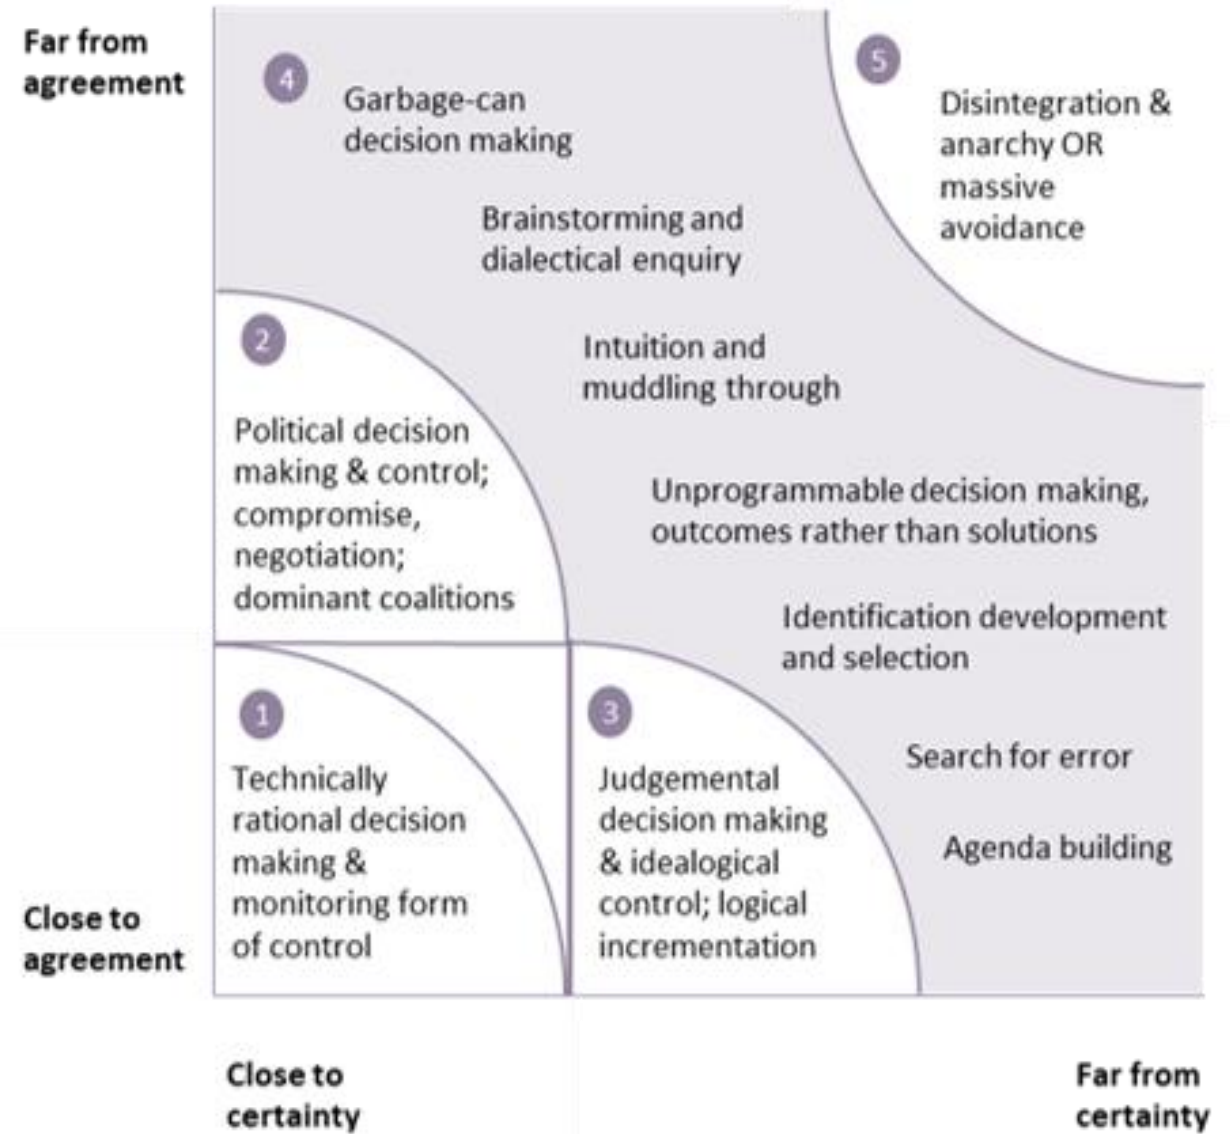 Far from
agreement
4
Garbage-can
decision making
5
Disintegration &
anarchy OR
massive
avoidance
Brainstorming and
dialectical enquiry
2
Intuition and
muddling through
Political decision
making & control;
compromise,
negotiation;
dominant coalitions
Unprogrammable decision making,
outcomes rather than solutions
Identification development
and selection
1
Technically
rational decision
making &
monitoring form
of control
3
Judgemental
decision making
& idealogical
control; logical
incrementation
Search for error
Agenda building
Close to
agreement
Close to
certainty
Far from
certainty